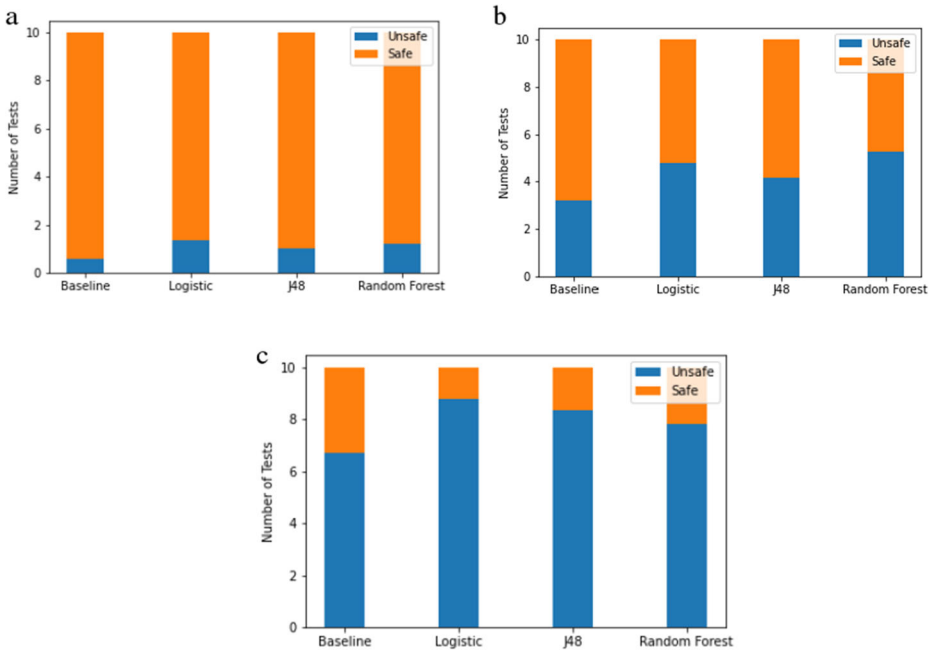 a
Number of Tests
10
8
6
4
2
0
Unsafe
Safe
Baseline Logistic J48 Random Forest
b
Number of Tests
10
8
6
4
2
0
Unsafe
Safe
Baseline Logistic J48 Random Forest
c
Number of Tests
10
8
6
4
2
0
Unsafe
Safe
Baseline Logistic J48 Random Forest